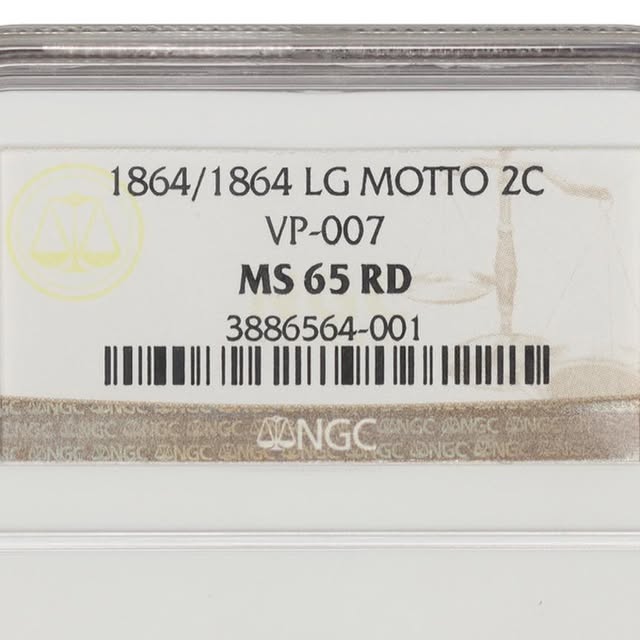 1864/1864 LG MOTTO 2C
VP-007
MS 65 RD
3886564-001
NGC